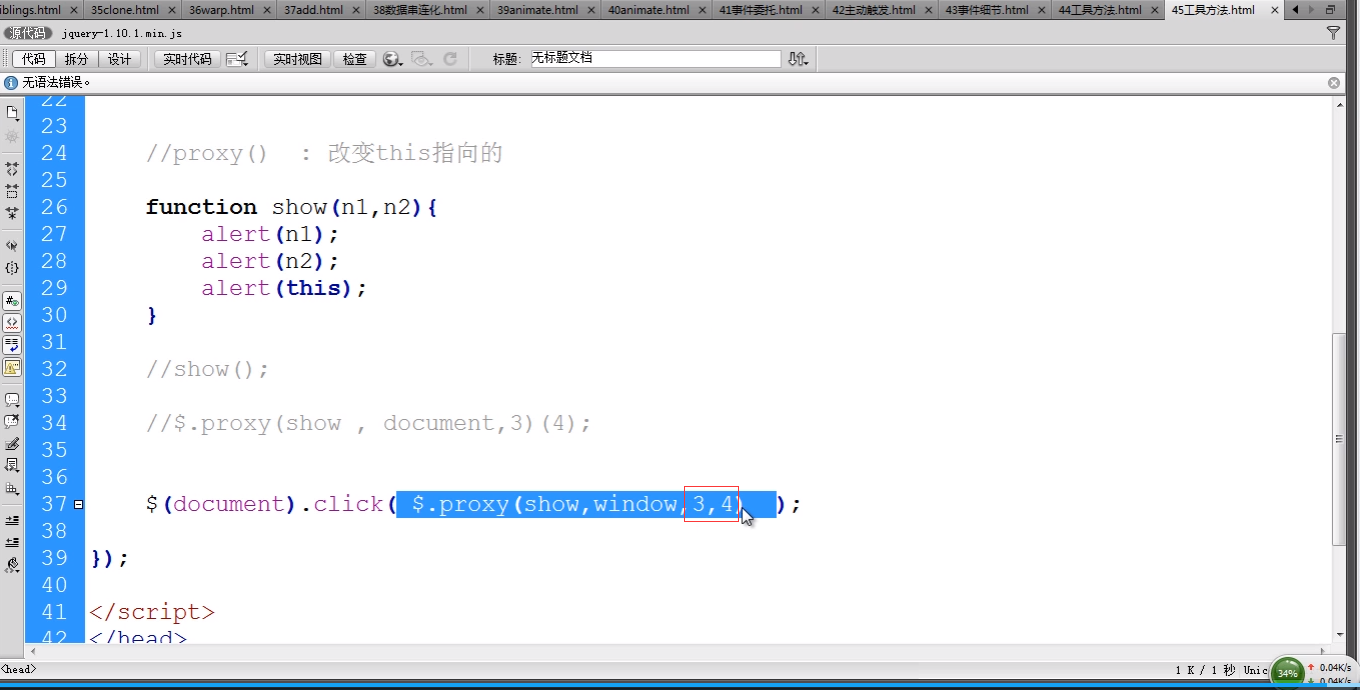 iblings.html 35clone.html 36warp.html 37add.html 38数据串连化.html 39animate.html 40animate.html 41事件委托.html 42主动触发.html 43事件细节.html 44工具方法.html 45工具方法.html
源代码 jquery-1.10.1.min.js
代码 拆分 设计 实时代码 实时视图 检查 标题: 无标题文档
无语法错误。
22
23
24 //proxy() : 改变this指向的
25
26 function show(n1,n2){
27 alert(n1);
28 alert(n2);
29 alert(this);
30 }
31
32 //show();
33
34 //$.proxy(show , document,3)(4);
35
36
37 $(document).click( $.proxy(show,window,3,4) );
38
39 });
40
41 </script>
42 </head>
<head> 1 K / 1 秒 Unic
34% 0.04K/s
0.04K/s